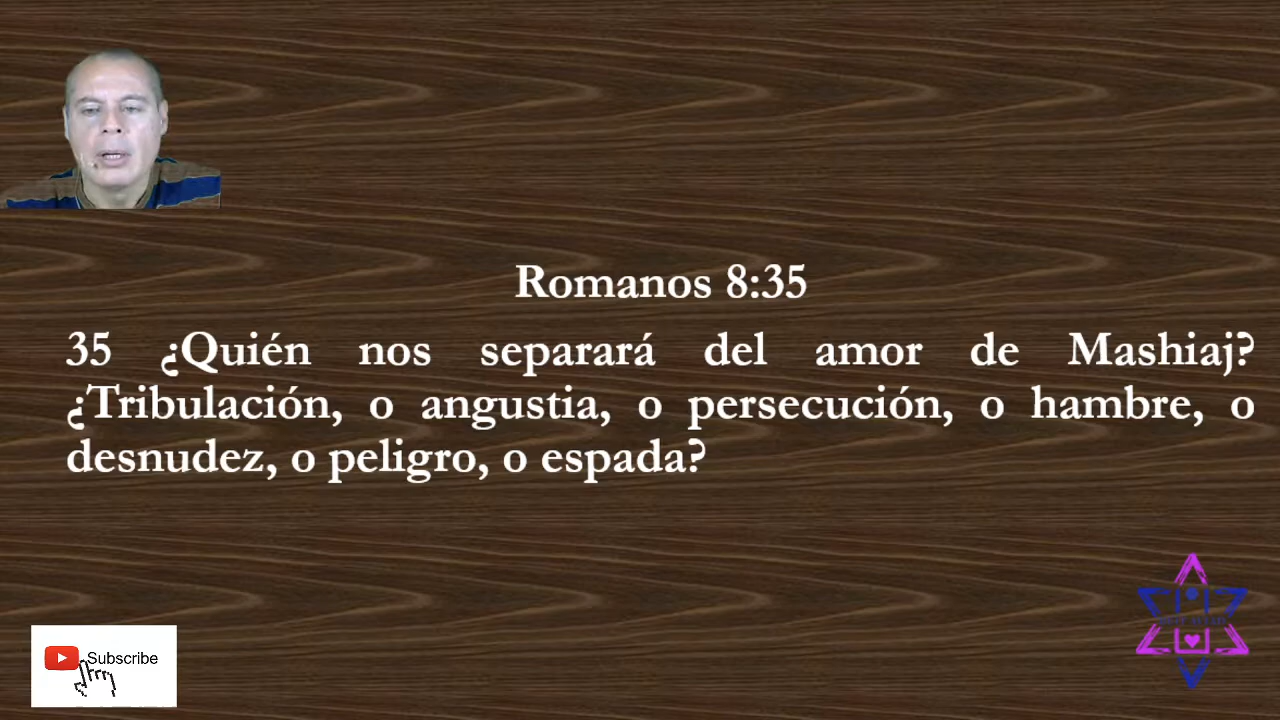 Romanos 8:35
35 ¿Quién nos separará del amor de Mashiaj?
¿Tribulación, o angustia, o persecución, o hambre, o
desnudez, o peligro, o espada?
Subscribe